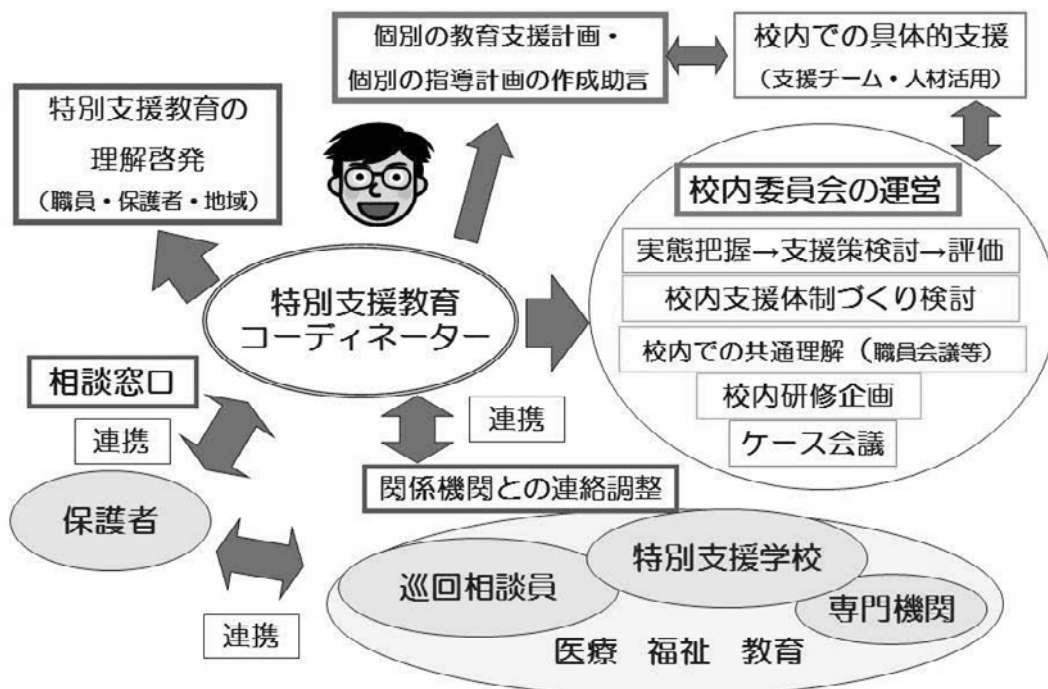 個別の教育支援計画・
個別の指導計画の作成助言
校内での具体的支援
（支援チーム・人材活用）
特別支援教育の
理解啓発
（職員・保護者・地域）
校内委員会の運営
実態把握→支援策検討→評価
校内支援体制づくり検討
校内での共通理解（職員会議等）
校内研修企画
ケース会議
特別支援教育
コーディネーター
相談窓口
連携
連携
関係機関との連絡調整
保護者
連携
巡回相談員
特別支援学校
専門機関
医療　福祉　教育